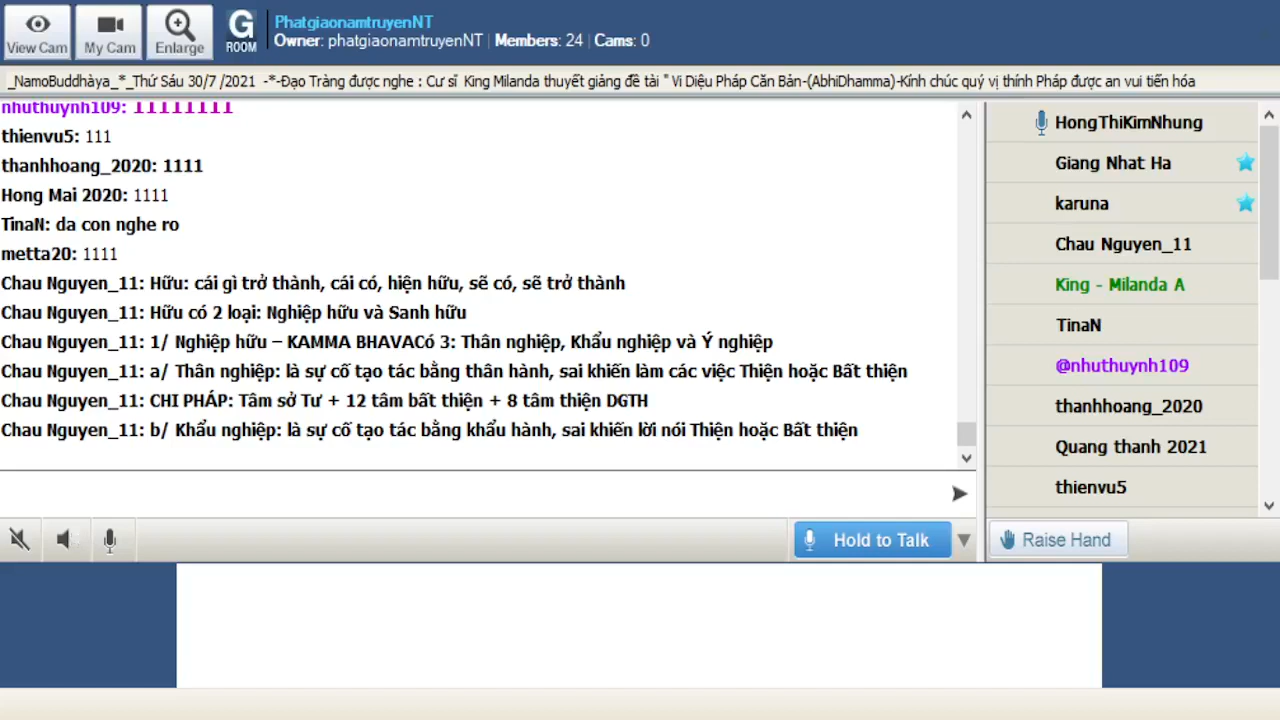 View Cam
My Cam
Enlarge
G
ROOM
PhatgiaonamtruyenNT
Owner: phatgiaonamtruyenNT | Members: 24 | Cams: 0
_NamoBuddhàya_*_Thứ Sáu 30/7 /2021 -*-Đạo Tràng được nghe : Cư sĩ King Milanda thuyết giảng đề tài " Vi Diệu Pháp Căn Bản-(AbhiDhamma)-Kính chúc quý vị thính Pháp được an vui tiến hóa
nhuthuynh109: 11111111
thienvu5: 111
thanhhoang_2020: 1111
Hong Mai 2020: 1111
TinaN: da con nghe ro
metta20: 1111
Chau Nguyen_11: Hữu: cái gì trở thành, cái có, hiện hữu, sẽ có, sẽ trở thành
Chau Nguyen_11: Hữu có 2 loại: Nghiệp hữu và Sanh hữu
Chau Nguyen_11: 1/ Nghiệp hữu – KAMMA BHAVACó 3: Thân nghiệp, Khẩu nghiệp và Ý nghiệp
Chau Nguyen_11: a/ Thân nghiệp: là sự cố tạo tác bằng thân hành, sai khiến làm các việc Thiện hoặc Bất thiện
Chau Nguyen_11: CHI PHÁP: Tâm sở Tư + 12 tâm bất thiện + 8 tâm thiện DGTH
Chau Nguyen_11: b/ Khẩu nghiệp: là sự cố tạo tác bằng khẩu hành, sai khiến lời nói Thiện hoặc Bất thiện
HongThiKimNhung
Giang Nhat Ha
karuna
Chau Nguyen_11
King - Milanda A
TinaN
@nhuthuynh109
thanhhoang_2020
Quang thanh 2021
thienvu5
Hold to Talk
Raise Hand